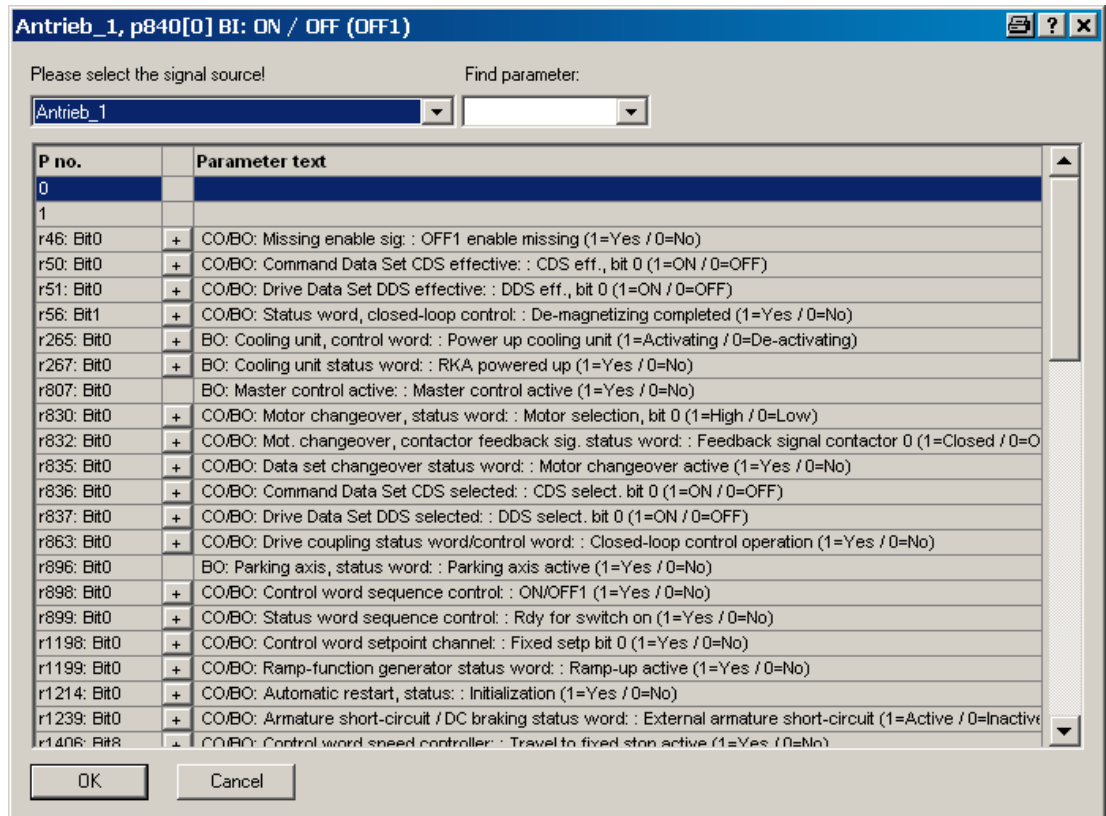 Antrieb_1, p840[0] BI: ON / OFF (OFF1)
Please select the signal source! Find parameter:
Antrieb_1
P no. Parameter text
0
1
r46: Bit0 + CO/BO: Missing enable sig: : OFF1 enable missing (1=Yes / 0=No)
r50: Bit0 + CO/BO: Command Data Set CDS effective: : CDS eff., bit 0 (1=ON / 0=OFF)
r51: Bit0 + CO/BO: Drive Data Set DDS effective: : DDS eff., bit 0 (1=ON / 0=OFF)
r56: Bit1 + CO/BO: Status word, closed-loop control: : De-magnetizing completed (1=Yes / 0=No)
r265: Bit0 + BO: Cooling unit, control word: : Power up cooling unit (1=Activating / 0=De-activating)
r267: Bit0 + BO: Cooling unit status word: : RKA powered up (1=Yes / 0=No)
r807: Bit0 BO: Master control active: : Master control active (1=Yes / 0=No)
r830: Bit0 + CO/BO: Motor changeover, status word: : Motor selection, bit 0 (1=High / 0=Low)
r832: Bit0 + CO/BO: Mot. changeover, contactor feedback sig. status word: : Feedback signal contactor 0 (1=Closed / 0=O
r835: Bit0 + CO/BO: Data set changeover status word: : Motor changeover active (1=Yes / 0=No)
r836: Bit0 + CO/BO: Command Data Set CDS selected: : CDS select. bit 0 (1=ON / 0=OFF)
r837: Bit0 + CO/BO: Drive Data Set DDS selected: : DDS select. bit 0 (1=ON / 0=OFF)
r863: Bit0 + CO/BO: Drive coupling status word/control word: : Closed-loop control operation (1=Yes / 0=No)
r896: Bit0 BO: Parking axis, status word: : Parking axis active (1=Yes / 0=No)
r898: Bit0 + CO/BO: Control word sequence control: : ON/OFF1 (1=Yes / 0=No)
r899: Bit0 + CO/BO: Status word sequence control: : Rdy for switch on (1=Yes / 0=No)
r1198: Bit0 + CO/BO: Control word setpoint channel: : Fixed setp bit 0 (1=Yes / 0=No)
r1199: Bit0 + CO/BO: Ramp-function generator status word: : Ramp-up active (1=Yes / 0=No)
r1214: Bit0 + CO/BO: Automatic restart, status: : Initialization (1=Yes / 0=No)
r1239: Bit0 + CO/BO: Armature short-circuit / DC braking status word: : External armature short-circuit (1=Active / 0=Inactive
r1406: Bit8 + CO/BO: Control word speed controller: : Travel to fixed stop active (1=Yes / 0=No)
OK Cancel